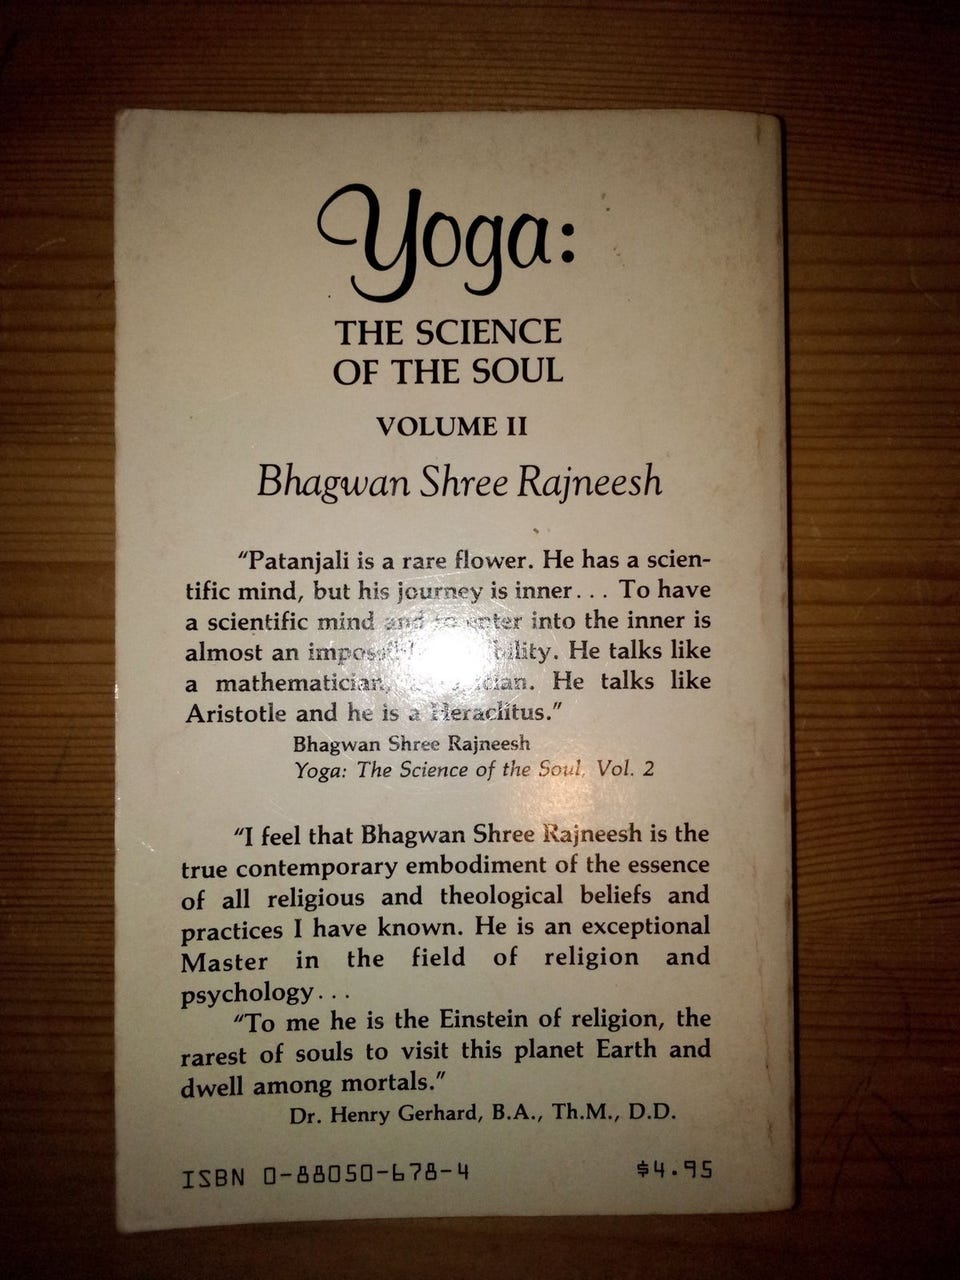 Yoga:
THE SCIENCE
OF THE SOUL
VOLUME II
Bhagwan Shree Rajneesh
"Patanjali is a rare flower. He has a scien-
tific mind, but his journey is inner... To have
a scientific mind and to enter into the inner is
almost an He talks like
a mathematician, He talks like
Aristotle and he is a Heraclitus."
Bhagwan Shree Rajneesh
Yoga: The Science of the Soul, Vol. 2
"I feel that Bhagwan Shree Rajneesh is the
true contemporary embodiment of the essence
of all religious and theological beliefs and
practices I have known. He is an exceptional
Master in the field of religion and
psychology...
"To me he is the Einstein of religion, the
rarest of souls to visit this planet Earth and
dwell among mortals."
Dr. Henry Gerhard, B.A., Th.M., D.D.
ISBN 0-88050-678-4 $4.95